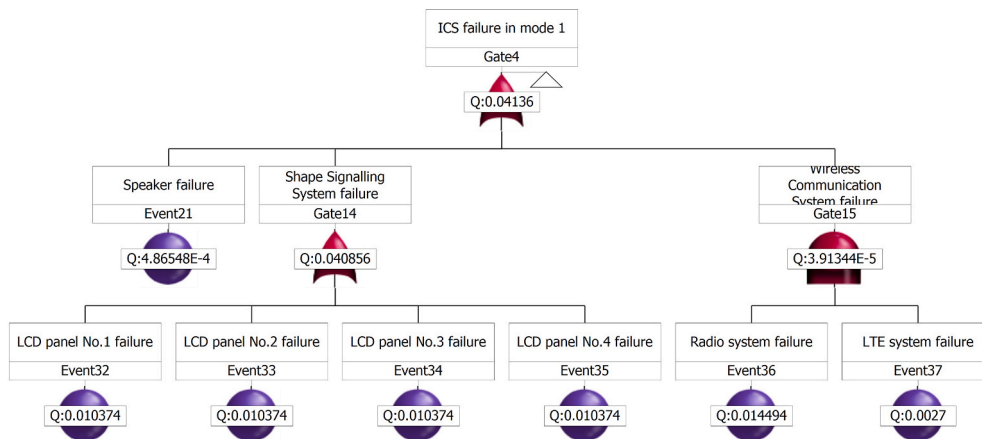 ICS failure in mode 1
Gate4
Q:0.04136
Speaker failure
Event21
Q:4.86548E-4
Shape Signalling
System failure
Gate14
Q:0.040856
Wireless
Communication
System failure
Gate15
Q:3.91344E-5
LCD panel No.1 failure
Event32
Q:0.010374
LCD panel No.2 failure
Event33
Q:0.010374
LCD panel No.3 failure
Event34
Q:0.010374
LCD panel No.4 failure
Event35
Q:0.010374
Radio system failure
Event36
Q:0.014494
LTE system failure
Event37
Q:0.0027